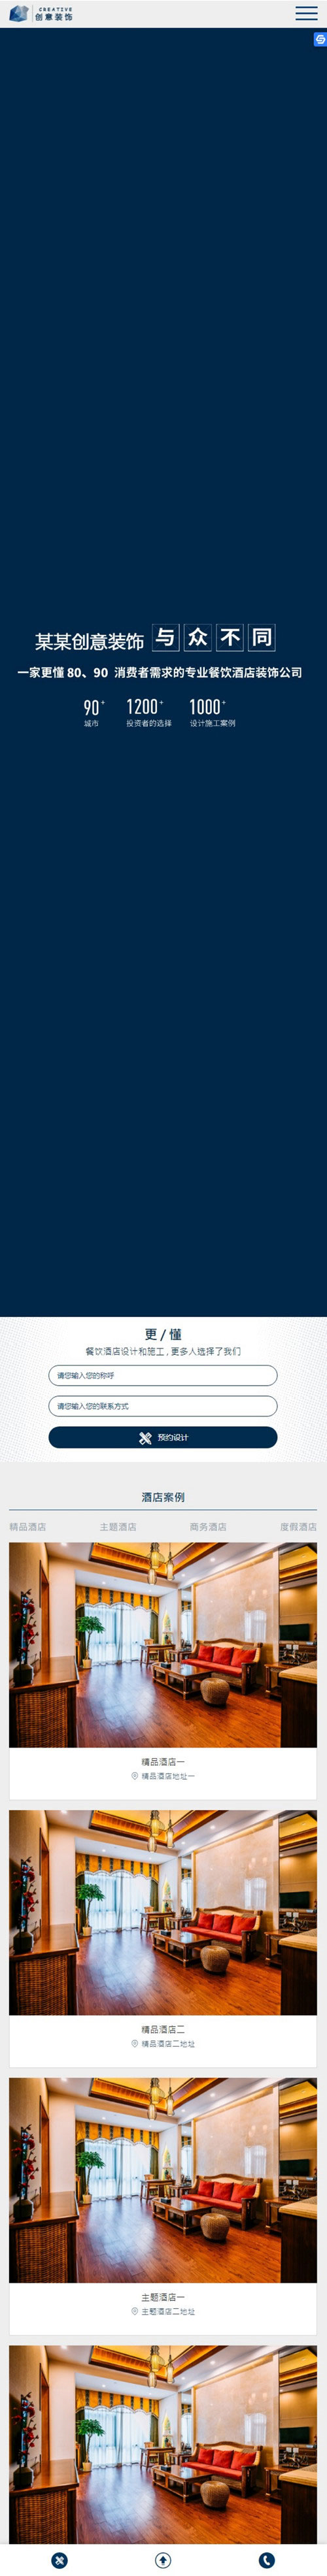 CREATIVE
创意装饰
某某创意装饰 与众不同
一家更懂 80、90 消费者需求的专业餐饮酒店装饰公司
90+ 1200+ 1000+
城市 投资者的选择 设计施工案例
更 / 懂
餐饮酒店设计和施工，更多人选择了我们
请您输入您的称呼
请您输入您的联系方式
预约设计
酒店案例
精品酒店 主题酒店 商务酒店 度假酒店
精品酒店一
精品酒店地址一
精品酒店二
精品酒店二地址
主题酒店一
主题酒店二地址